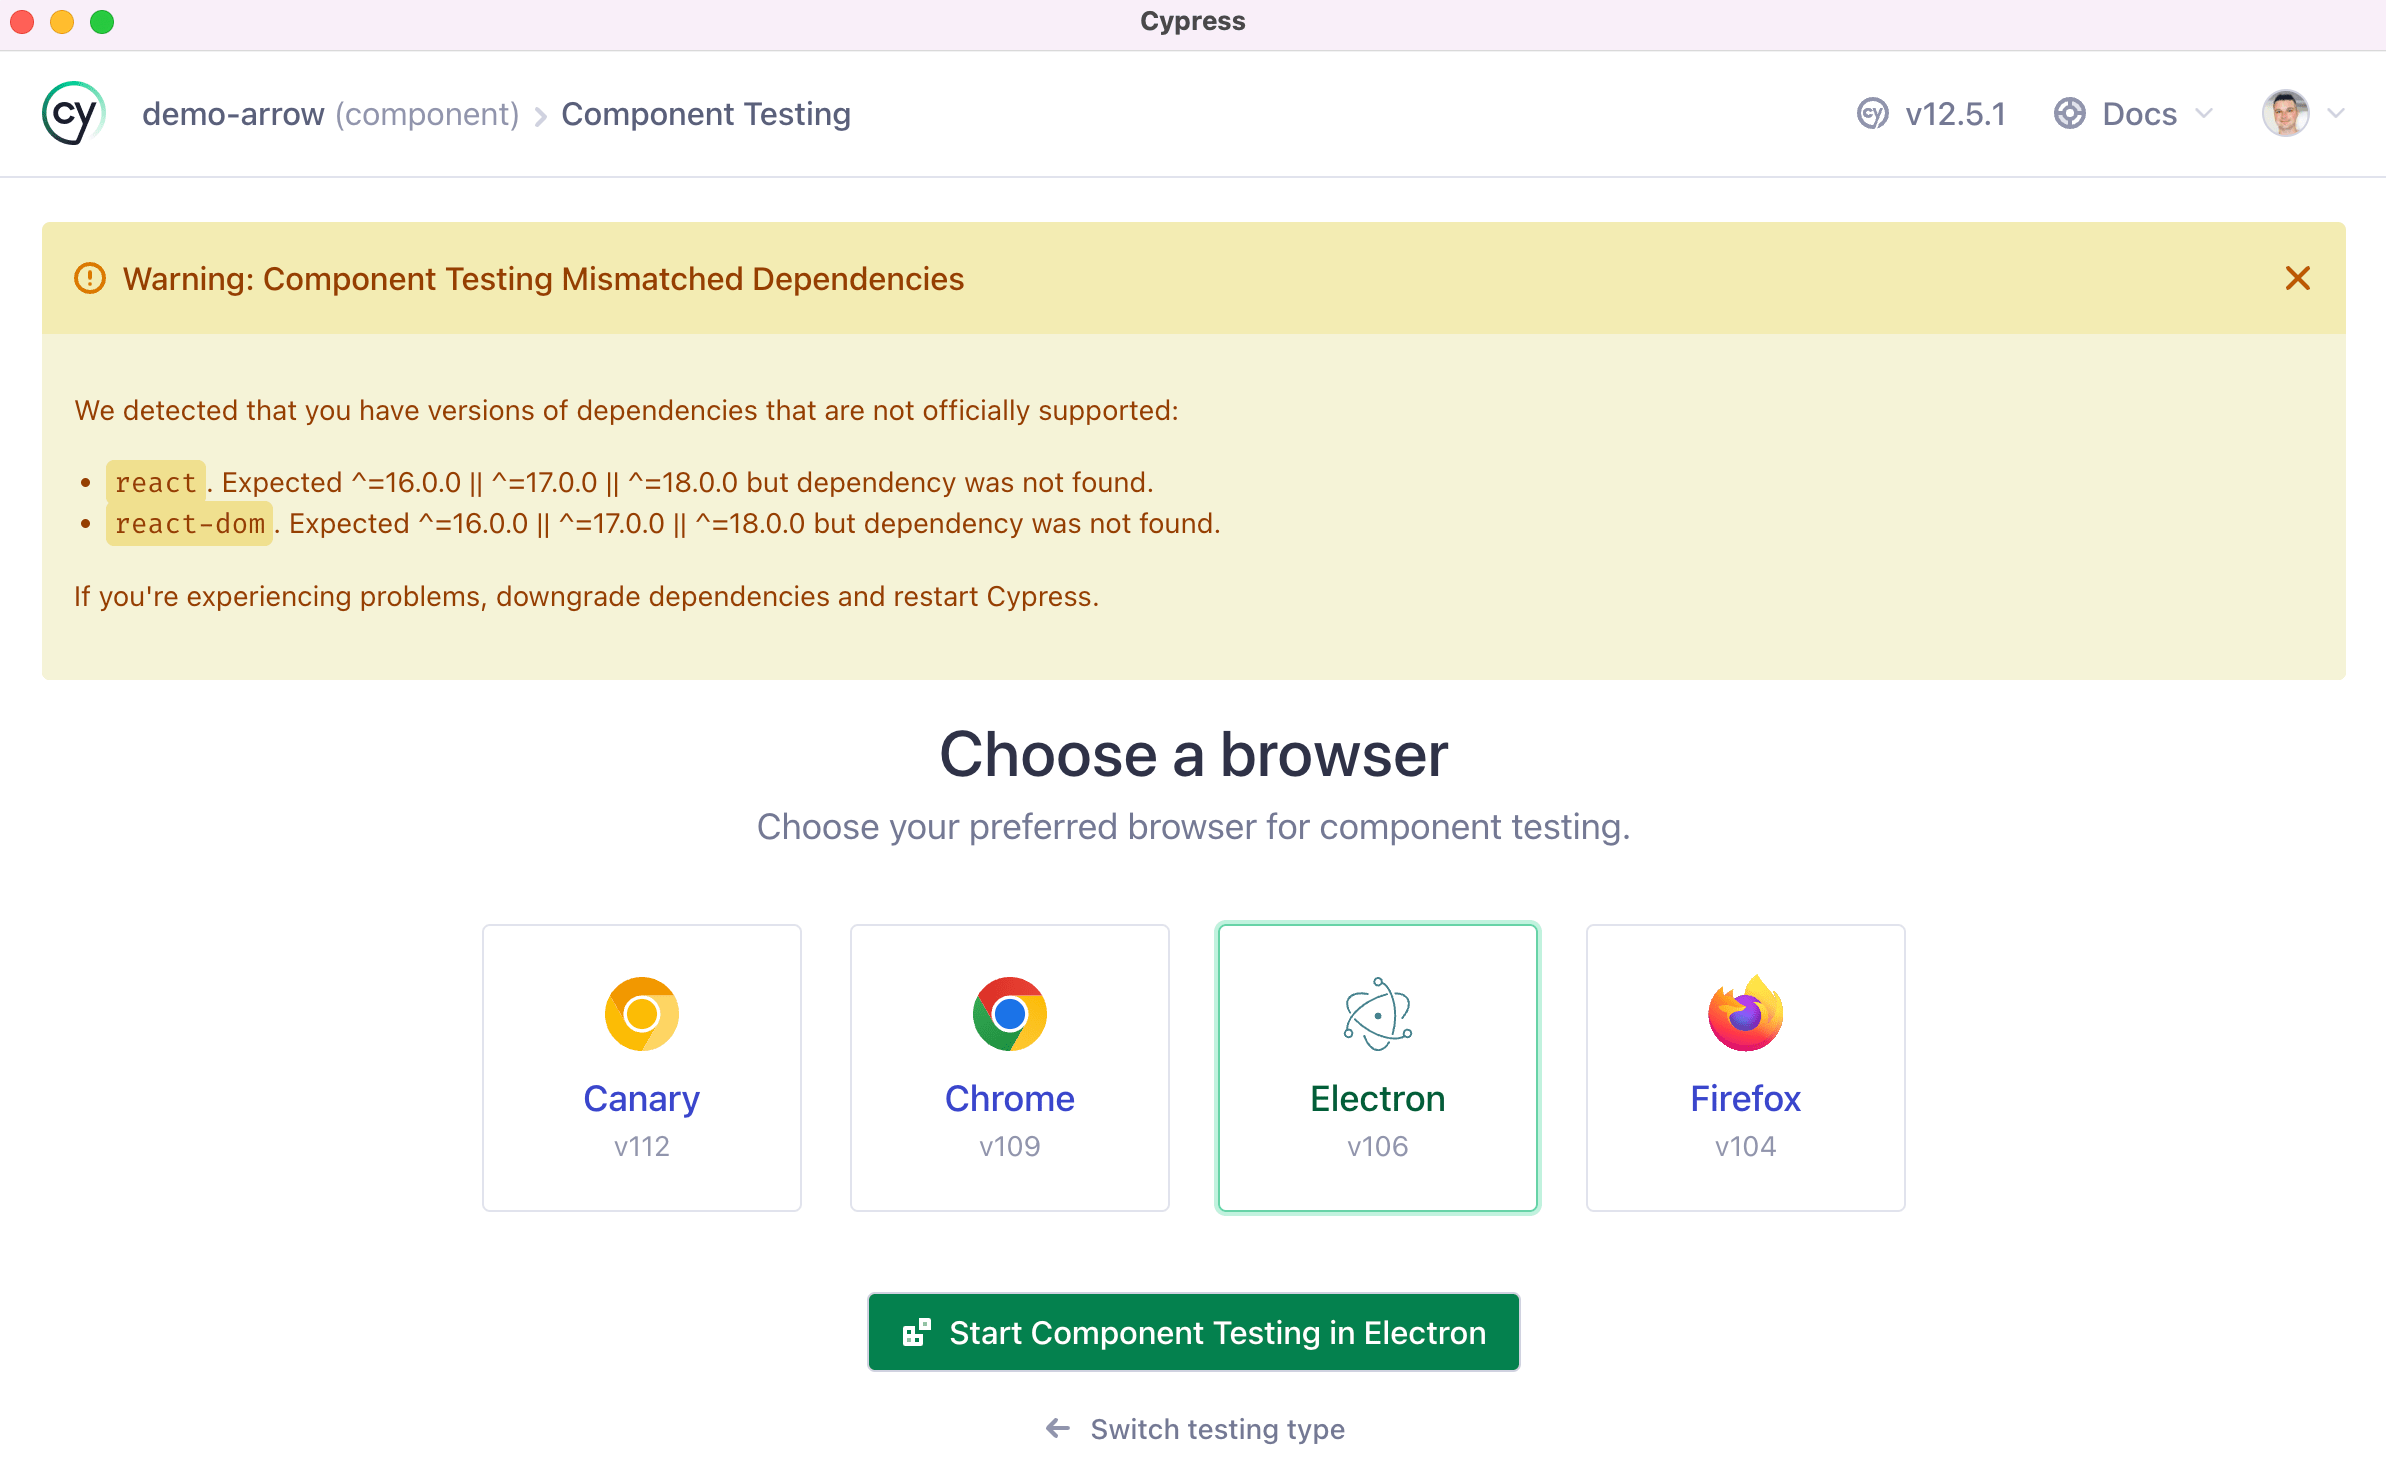 Cypress
cy demo-arrow (component) > Component Testing cy v12.5.1 Docs
Warning: Component Testing Mismatched Dependencies
We detected that you have versions of dependencies that are not officially supported:
• react. Expected ^=16.0.0 || ^=17.0.0 || ^=18.0.0 but dependency was not found.
• react-dom. Expected ^=16.0.0 || ^=17.0.0 || ^=18.0.0 but dependency was not found.
If you're experiencing problems, downgrade dependencies and restart Cypress.
Choose a browser
Choose your preferred browser for component testing.
Canary Chrome Electron Firefox
v112 v109 v106 v104
Start Component Testing in Electron
← Switch testing type